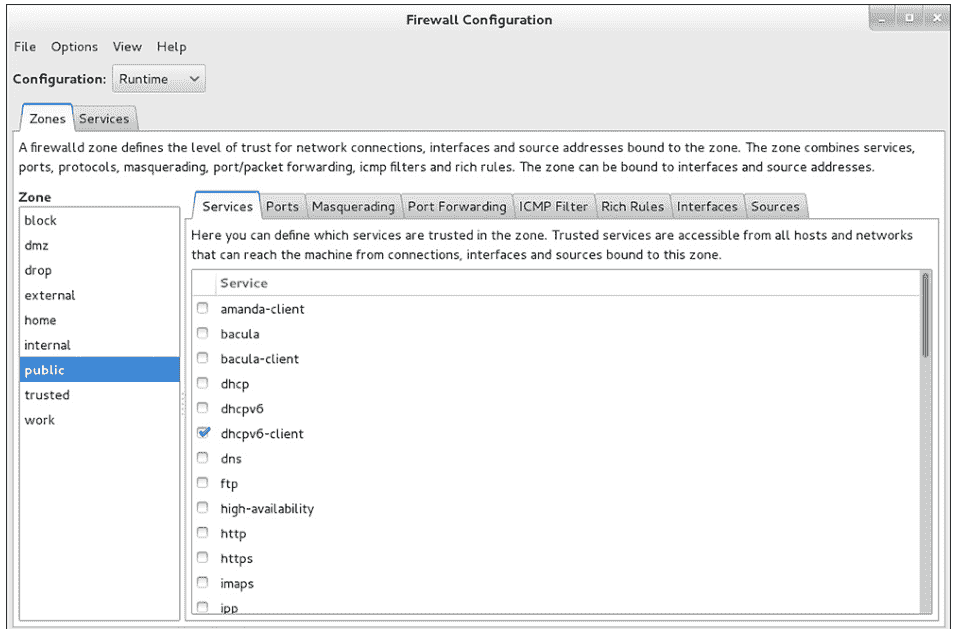 Firewall Configuration
File Options View Help
Configuration: Runtime
Zones Services
A firewalld zone defines the level of trust for network connections, interfaces and source addresses bound to the zone. The zone combines services,
ports, protocols, masquerading, port/packet forwarding, icmp filters and rich rules. The zone can be bound to interfaces and source addresses.
Zone
block
dmz
drop
external
home
internal
public
trusted
work
Services Ports Masquerading Port Forwarding ICMP Filter Rich Rules Interfaces Sources
Here you can define which services are trusted in the zone. Trusted services are accessible from all hosts and networks
that can reach the machine from connections, interfaces and sources bound to this zone.
Service
amanda-client
bacula
bacula-client
dhcp
dhcpv6
dhcpv6-client
dns
ftp
high-availability
http
https
imaps
ipp